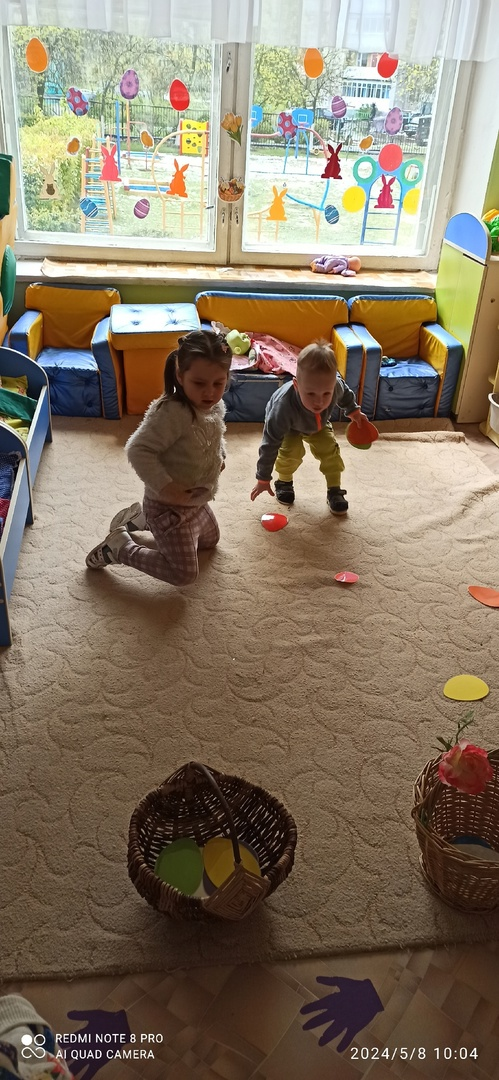 REDMI NOTE 8 PRO
AI QUAD CAMERA
2024/5/8 10:04